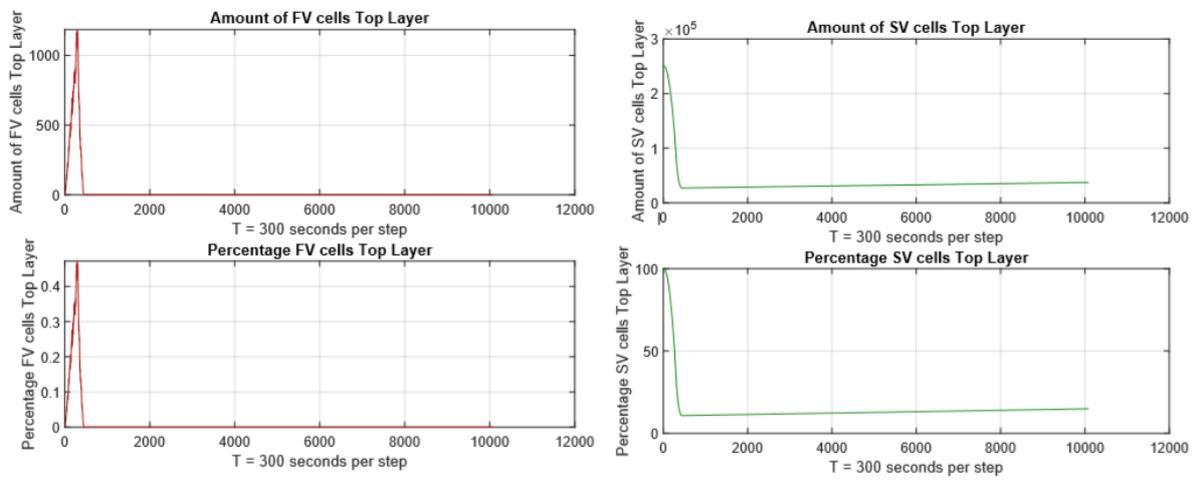 Amount of FV cells Top Layer
Amount of FV cells Top Layer
1000
500
0
0 2000 4000 6000 8000 10000 12000
T = 300 seconds per step
Amount of SV cells Top Layer
×10⁵
Amount of SV cells Top Layer
3
2
1
0
0 2000 4000 6000 8000 10000 12000
T = 300 seconds per step
Percentage FV cells Top Layer
Percentage FV cells Top Layer
0.4
0.3
0.2
0.1
0
0 2000 4000 6000 8000 10000 12000
T = 300 seconds per step
Percentage SV cells Top Layer
Percentage SV cells Top Layer
100
50
0
0 2000 4000 6000 8000 10000 12000
T = 300 seconds per step